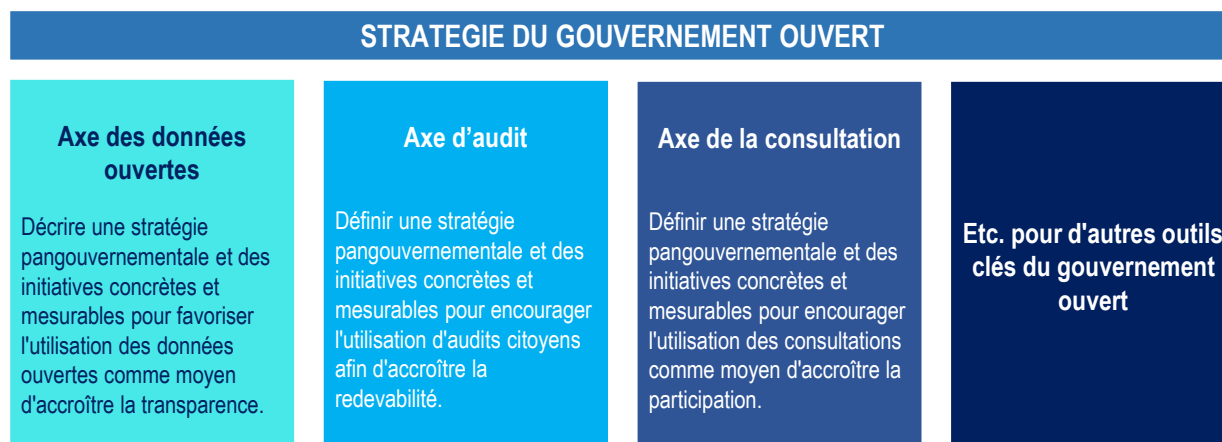 STRATEGIE DU GOUVERNEMENT OUVERT
Axe des données
ouvertes
Décrire une stratégie
pangouvernementale et des
initiatives concrètes et
mesurables pour favoriser
l'utilisation des données
ouvertes comme moyen
d'accroître la transparence.
Axe d’audit
Définir une stratégie
pangouvernementale et des
initiatives concrètes et
mesurables pour encourager
l'utilisation d'audits citoyens
afin d'accroître la
redevabilité.
Axe de la consultation
Définir une stratégie
pangouvernementale et des
initiatives concrètes et
mesurables pour encourager
l'utilisation des consultations
comme moyen d'accroître la
participation.
Etc. pour d'autres outils
clés du gouvernement
ouvert